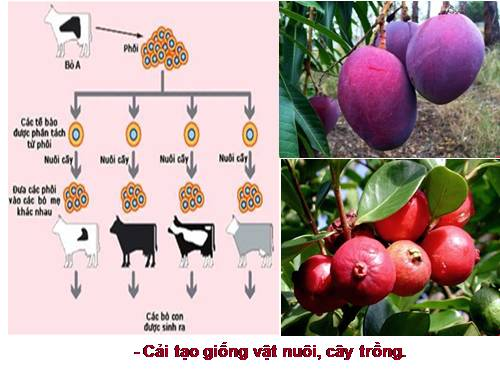 Bò A
Phôi
Các tế bào
được phân tách
từ phôi
Nuôi cấy
Nuôi cấy
Nuôi cấy
Nuôi cấy
Đưa các phôi
vào các bò mẹ
khác nhau
Các bò con
được sinh ra
- Cải tạo giống vật nuôi, cây trồng.